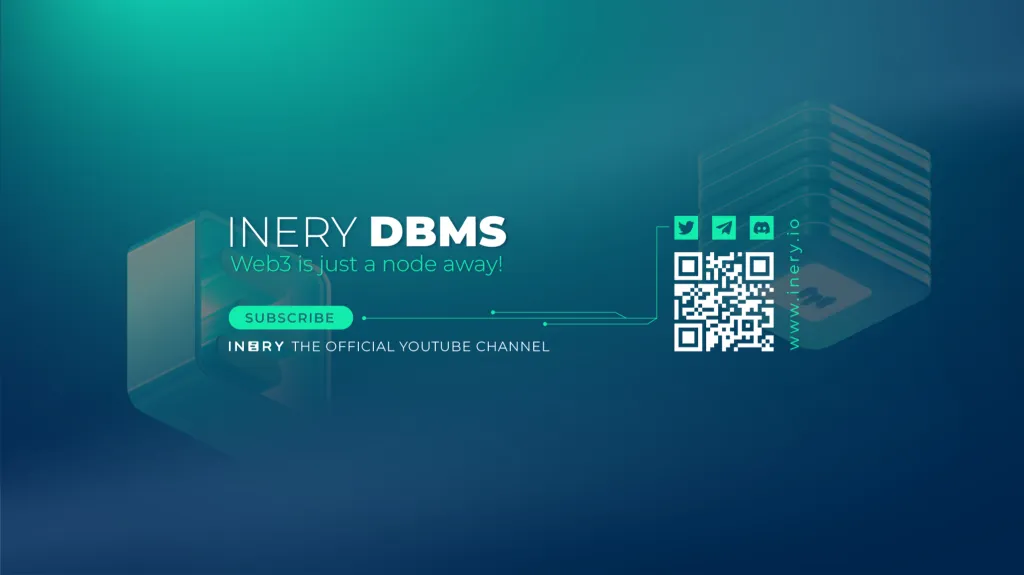 INERY DBMS
Web3 is just a node away!
SUBSCRIBE
INERY THE OFFICIAL YOUTUBE CHANNEL
www.inery.io